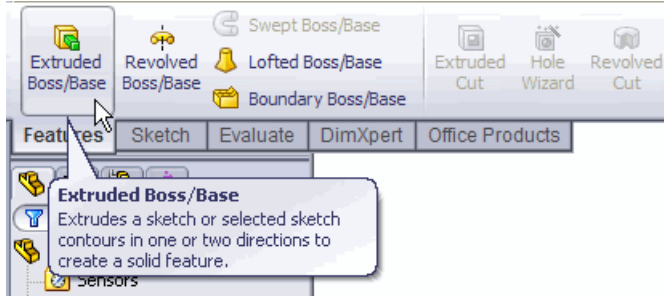 Extruded Boss/Base
Revolved Boss/Base
Swept Boss/Base
Lofted Boss/Base
Boundary Boss/Base
Extruded Cut
Hole Wizard
Revolved Cut
Features
Sketch
Evaluate
DimXpert
Office Products
Extruded Boss/Base
Extrudes a sketch or selected sketch
contours in one or two directions to
create a solid feature.
Sensors